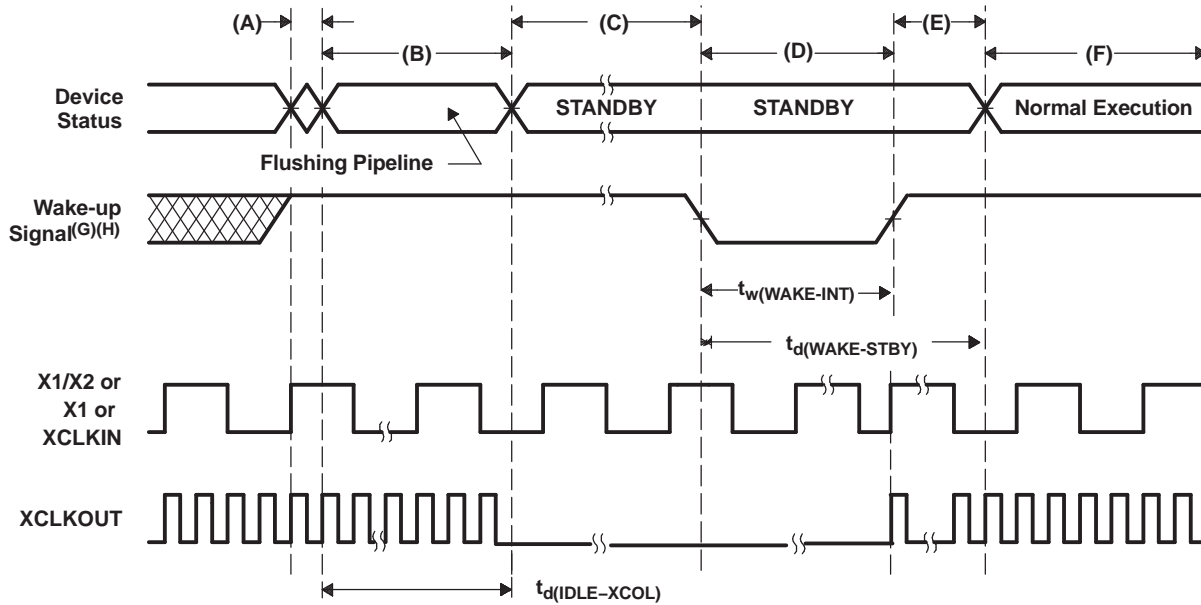 (A)
(B)
(C)
(D)
(E)
(F)
Device
Status
STANDBY
STANDBY
Normal Execution
Flushing Pipeline
Wake-up
Signal(G)(H)
tw(WAKE-INT)
td(WAKE-STBY)
X1/X2 or
X1 or
XCLKIN
XCLKOUT
td(IDLE–XCOL)